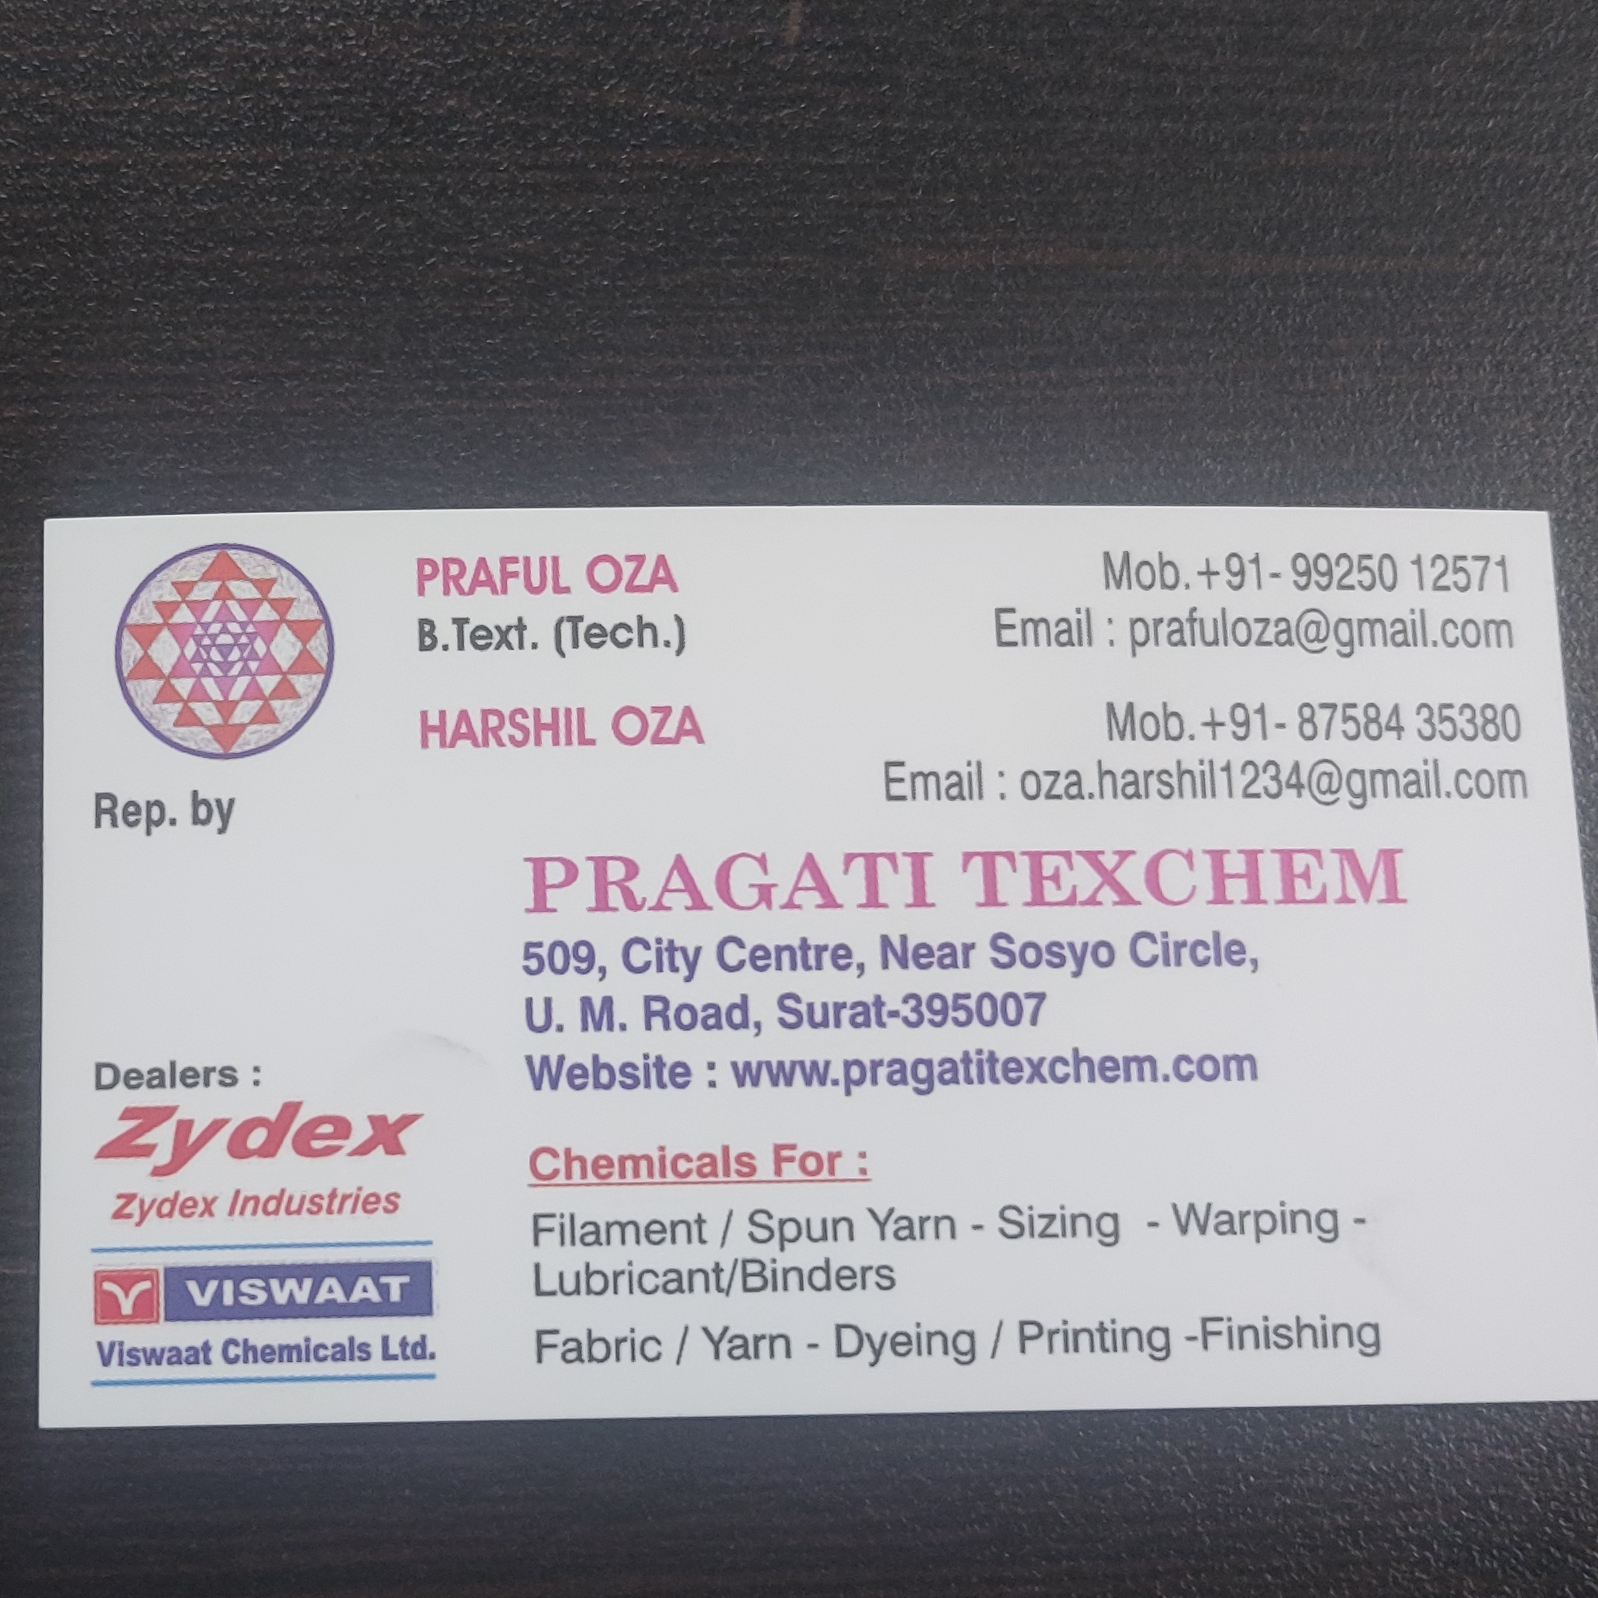 PRAFUL OZA
B.Text. (Tech.)
Mob.+91- 99250 12571
Email : prafuloza@gmail.com
HARSHIL OZA
Mob.+91- 87584 35380
Email : oza.harshil1234@gmail.com
Rep. by
PRAGATI TEXCHEM
509, City Centre, Near Sosyo Circle,
U. M. Road, Surat-395007
Website : www.pragatitexchem.com
Dealers :
Zydex
Zydex Industries
VISWAAT
Viswaat Chemicals Ltd.
Chemicals For :
Filament / Spun Yarn - Sizing - Warping -
Lubricant/Binders
Fabric / Yarn - Dyeing / Printing -Finishing